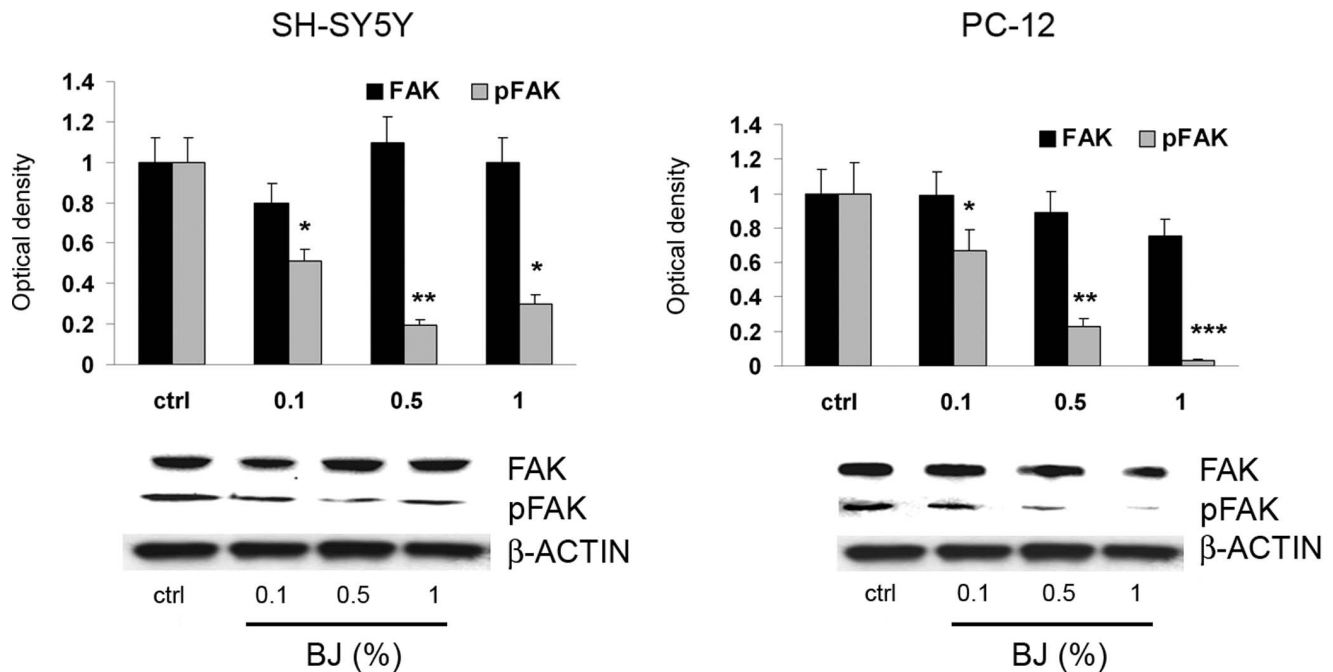 SH-SY5Y
1.4
1.2
1
0.8
0.6
0.4
0.2
0
Optical density
FAK pFAK
*
**
*
ctrl 0.1 0.5 1
FAK
pFAK
β-ACTIN
ctrl 0.1 0.5 1
BJ (%)
PC-12
1.4
1.2
1
0.8
0.6
0.4
0.2
0
Optical density
FAK pFAK
*
**
***
ctrl 0.1 0.5 1
FAK
pFAK
β-ACTIN
ctrl 0.1 0.5 1
BJ (%)